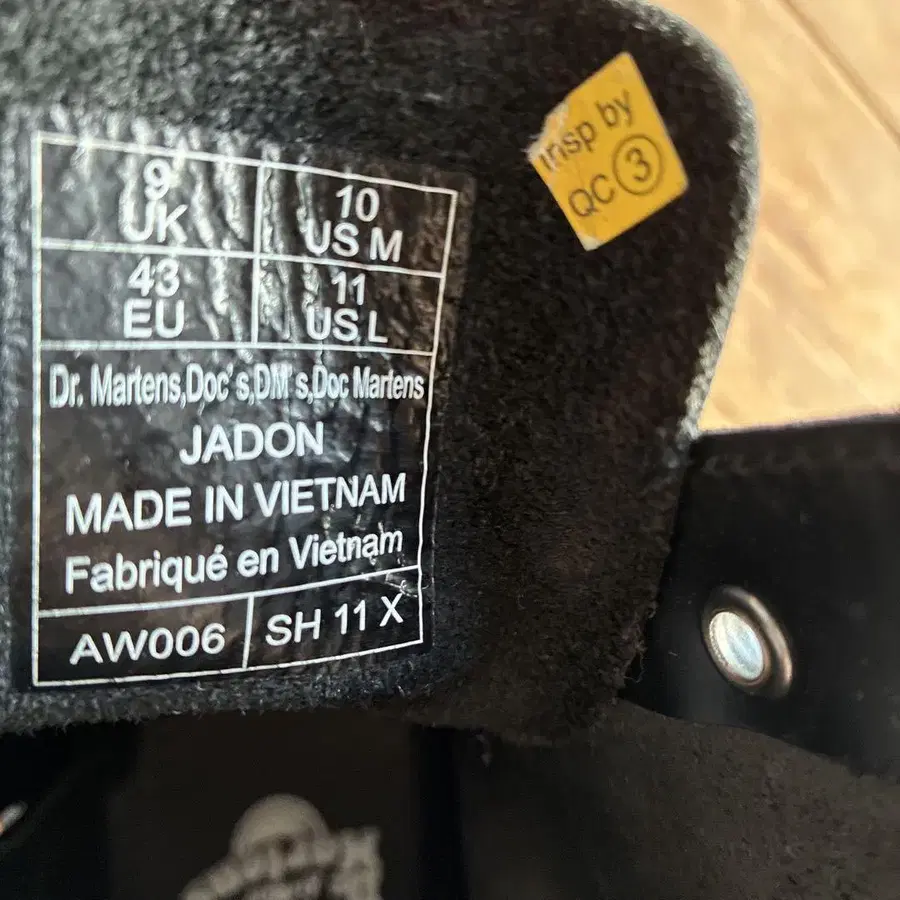 9
UK
10
US M
43
EU
11
US L
Dr. Martens,Doc's,DM's,Doc Martens
JADON
MADE IN VIETNAM
Fabriqué en Vietnam
AW006
SH 11 X
Insp by
QC 3